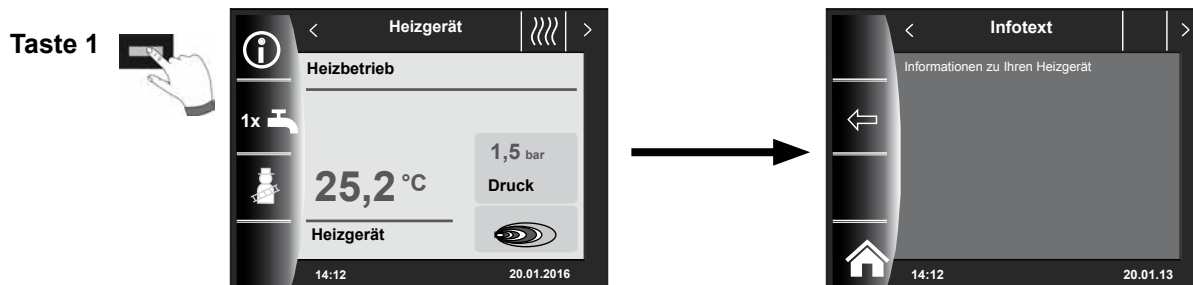 Taste 1
< Heizgerät >
Heizbetrieb
1x
1,5 bar
25,2 °C
Druck
Heizgerät
14:12 20.01.2016
< Infotext >
Informationen zu Ihren Heizgerät
14:12 20.01.13